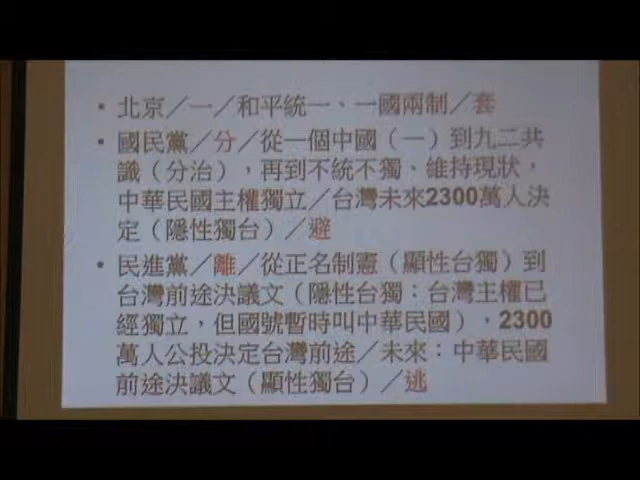 • 北京／一／和平統一、一國兩制／套
• 國民黨／分／從一個中國（一）到九二共
識（分治），再到不統不獨、維持現狀，
中華民國主權獨立／台灣未來2300萬人決
定（隱性獨台）／避
• 民進黨／離／從正名制憲（顯性台獨）到
台灣前途決議文（隱性台獨：台灣主權已
經獨立，但國號暫時叫中華民國），2300
萬人公投決定台灣前途／未來：中華民國
前途決議文（顯性獨台）／逃